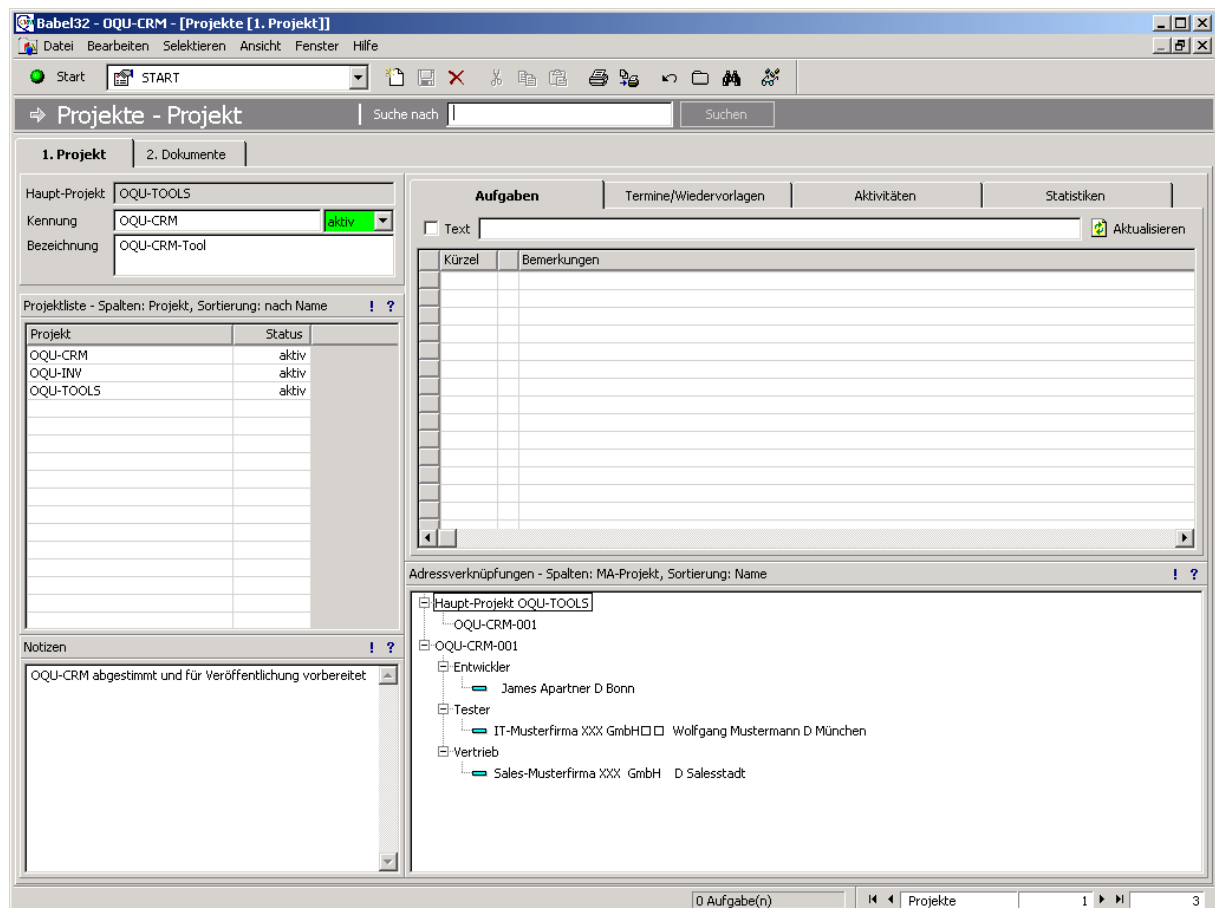 Babel32 - OQU-CRM - [Projekte [1. Projekt]]
Datei Bearbeiten Selektieren Ansicht Fenster Hilfe
Start START
Projekte - Projekt Suche nach Suchen
1. Projekt 2. Dokumente
Haupt-Projekt OQU-TOOLS
Kennung OQU-CRM aktiv
Bezeichnung OQU-CRM-Tool
Projektliste - Spalten: Projekt, Sortierung: nach Name ! ?
Projekt Status
OQU-CRM aktiv
OQU-INV aktiv
OQU-TOOLS aktiv
Notizen ! ?
OQU-CRM abgestimmt und für Veröffentlichung vorbereitet
Aufgaben Termine/Wiedervorlagen Aktivitäten Statistiken
Text Aktualisieren
Kürzel Bemerkungen
Adressverknüpfungen - Spalten: MA-Projekt, Sortierung: Name ! ?
Haupt-Projekt OQU-TOOLS
OQU-CRM-001
OQU-CRM-001
Entwickler
James Apartner D Bonn
Tester
IT-Musterfirma XXX GmbH□□ Wolfgang Mustermann D München
Vertrieb
Sales-Musterfirma XXX GmbH D Salesstadt
0 Aufgabe(n) Projekte 1 3